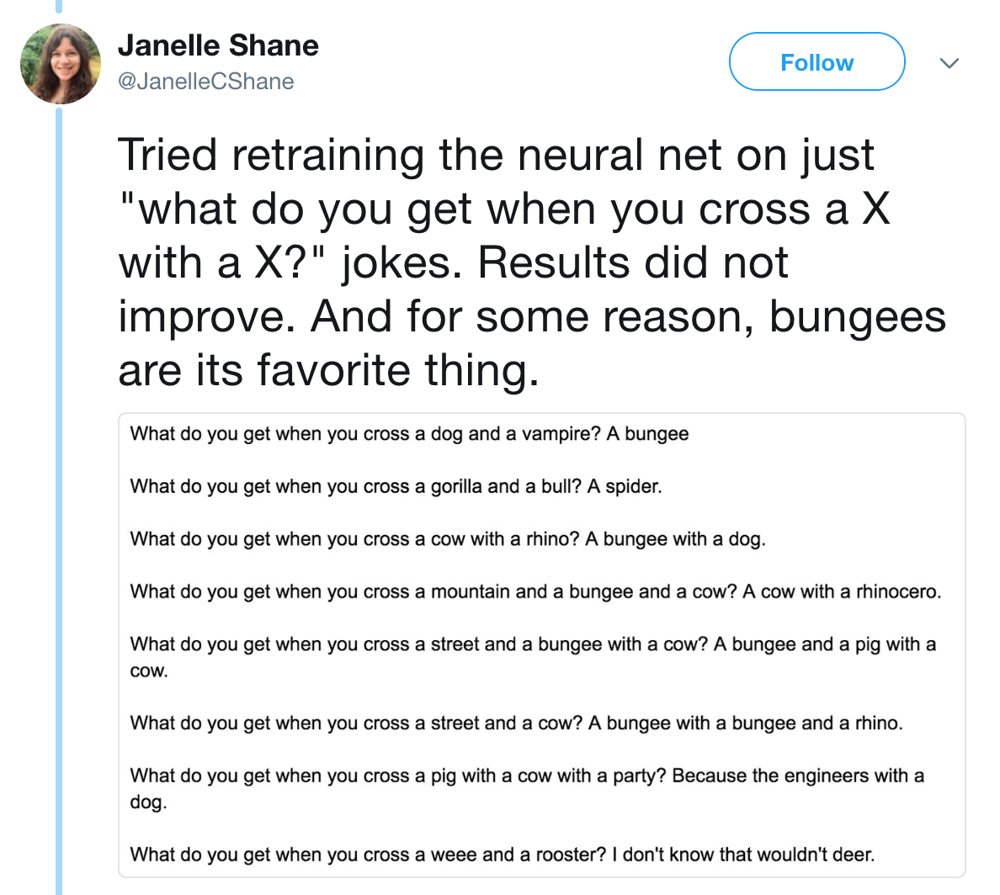 Janelle Shane
@JanelleCShane
Follow
Tried retraining the neural net on just
"what do you get when you cross a X
with a X?" jokes. Results did not
improve. And for some reason, bungees
are its favorite thing.
What do you get when you cross a dog and a vampire? A bungee
What do you get when you cross a gorilla and a bull? A spider.
What do you get when you cross a cow with a rhino? A bungee with a dog.
What do you get when you cross a mountain and a bungee and a cow? A cow with a rhinocero.
What do you get when you cross a street and a bungee with a cow? A bungee and a pig with a
cow.
What do you get when you cross a street and a cow? A bungee with a bungee and a rhino.
What do you get when you cross a pig with a cow with a party? Because the engineers with a
dog.
What do you get when you cross a weee and a rooster? I don't know that wouldn't deer.